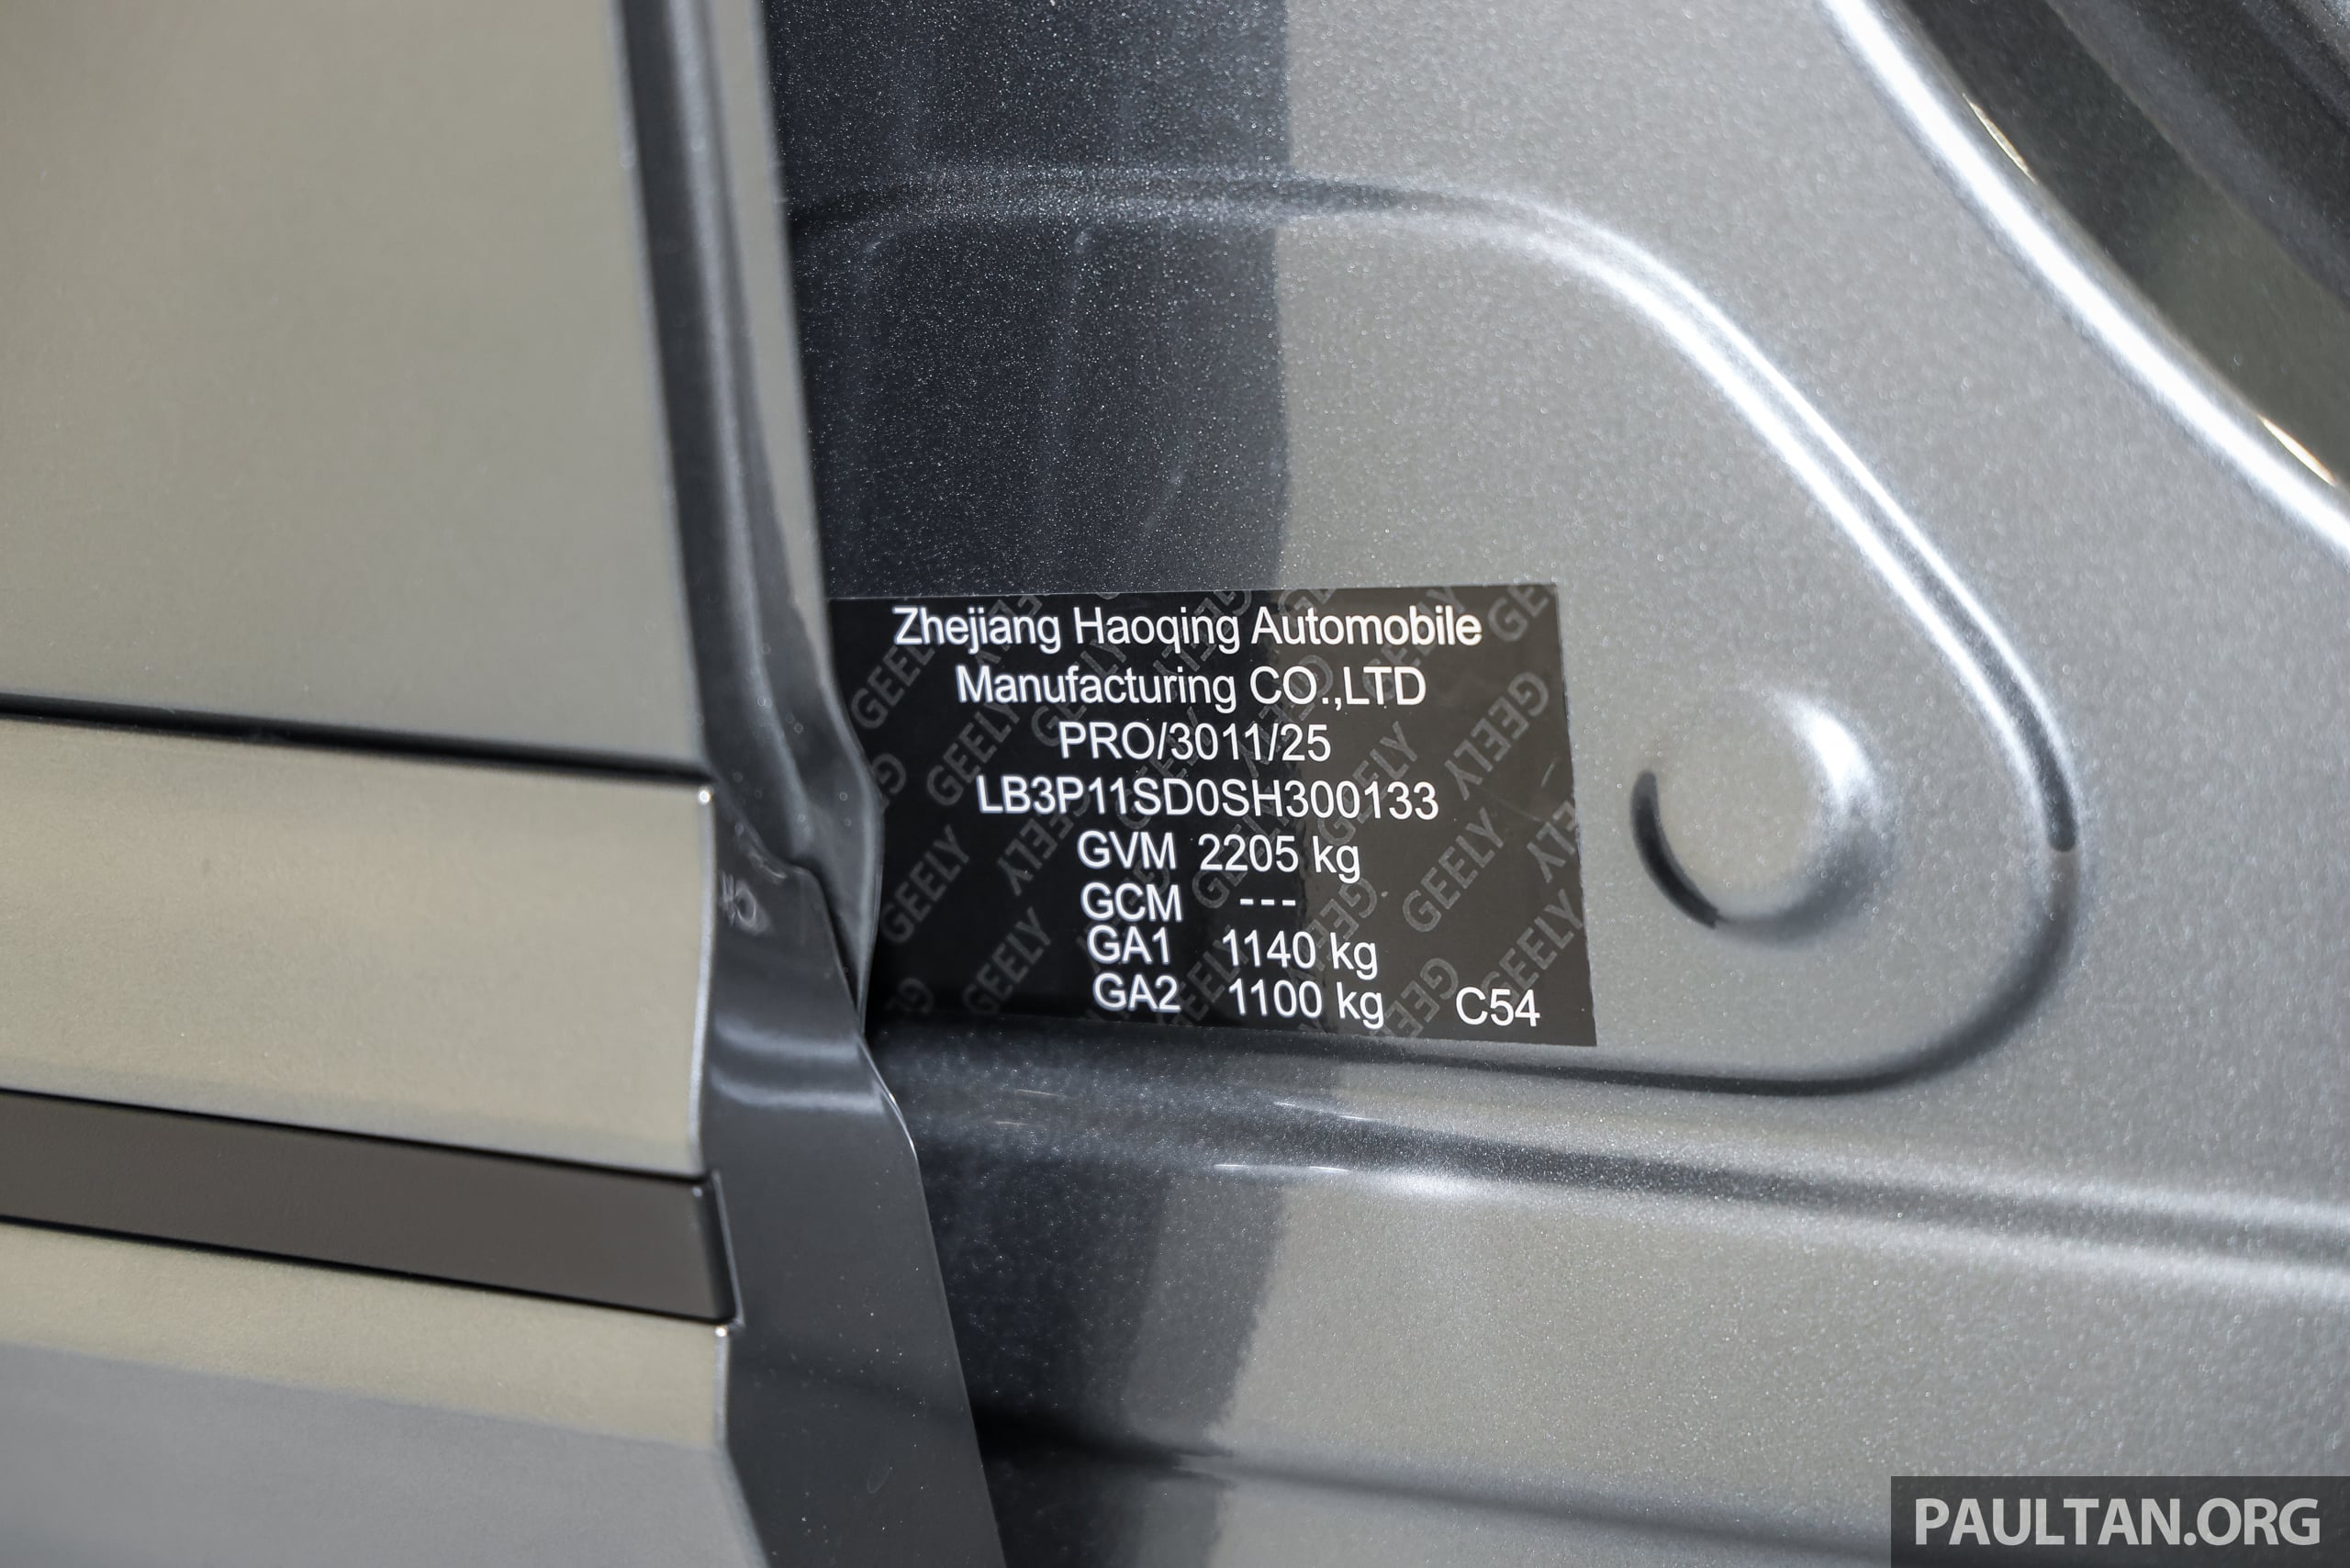 Zhejiang Haoqing Automobile
Manufacturing CO.,LTD
PRO/3011/25
LB3P11SD0SH300133
GVM 2205 kg
GCM ---
GA1 1140 kg
GA2 1100 kg C54
GEELY
PAULTAN.ORG